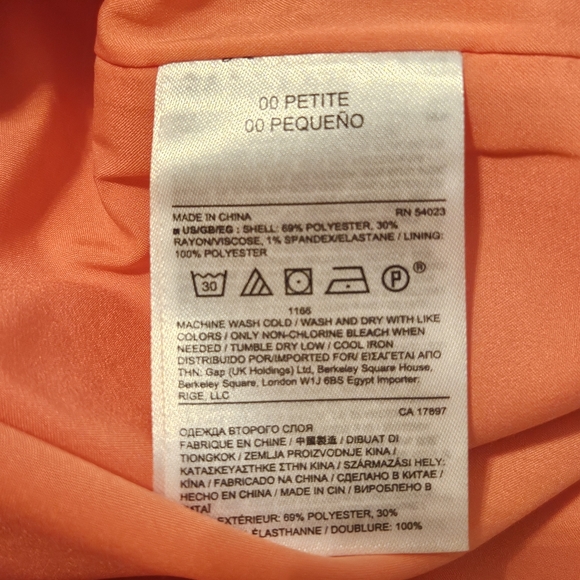 00 PETITE
00 PEQUEÑO
MADE IN CHINA RN 54023
US/GB/EG : SHELL: 69% POLYESTER, 30%
RAYON/VISCOSE, 1% SPANDEX/ELASTANE / LINING:
100% POLYESTER
30 P ®
1166
MACHINE WASH COLD / WASH AND DRY WITH LIKE
COLORS / ONLY NON-CHLORINE BLEACH WHEN
NEEDED / TUMBLE DRY LOW / COOL IRON
DISTRIBUIDO POR/IMPORTED FOR/ ΕΙΣΑΓΕΤΑΙ ΑΠΟ
ΤΗΝ: Gap (UK Holdings) Ltd, Berkeley Square House,
Berkeley Square, London W1J 6BS Egypt Importer:
RIGE, LLC
CA 17897
ОДЕЖДА ВТОРОГО СЛОЯ
FABRIQUE EN CHINE / 中國製造 / DIBUAT DI
TIONGKOK / ZEMLJA PROIZVODNJE KINA /
ΚΑΤΑΣΚΕΥΑΣΤΗΚΕ ΣΤΗΝ ΚΙΝΑ / SZÁRMAZÁSI HELY:
KÍNA / FABRICADO NA CHINA / СДЕЛАНО В КИТАЕ /
HECHO EN CHINA / MADE IN CIN / ВИРОБЛЕНО В
EXTÉRIEUR: 69% POLYESTER, 30%
ÉLASTHANNE / DOUBLURE: 100%